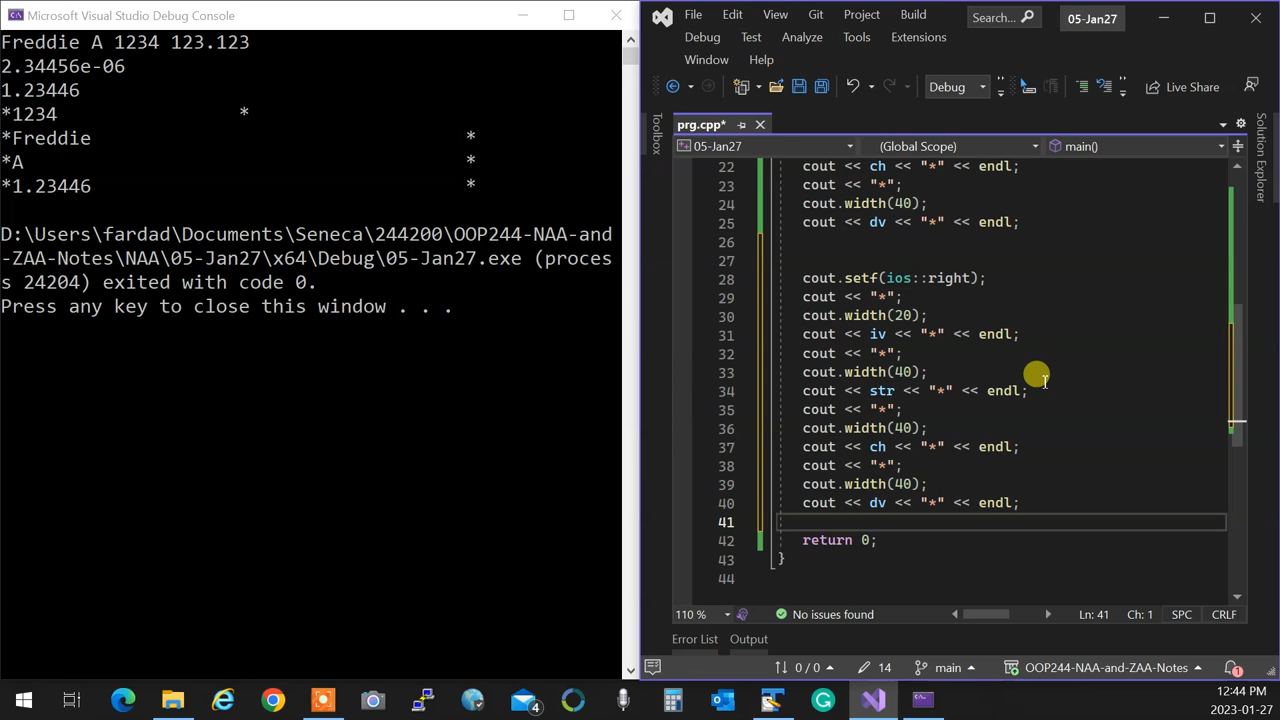 Microsoft Visual Studio Debug Console
Freddie A 1234 123.123
2.34456e-06
1.23446
*1234                *
*Freddie                                *
*A                                      *
*1.23446                                *
D:\Users\fardad\Documents\Seneca\244200\OOP244-NAA-and
-ZAA-Notes\NAA\05-Jan27\x64\Debug\05-Jan27.exe (proces
s 24204) exited with code 0.
Press any key to close this window . . .
File Edit View Git Project Build Search... 05-Jan27
Debug Test Analyze Tools Extensions
Window Help
Debug Live Share
prg.cpp*
05-Jan27 (Global Scope) main()
Toolbox
Solution Explorer
22 cout << ch << "*" << endl;
23 cout << "*";
24 cout.width(40);
25 cout << dv << "*" << endl;
26
27
28 cout.setf(ios::right);
29 cout << "*";
30 cout.width(20);
31 cout << iv << "*" << endl;
32 cout << "*";
33 cout.width(40);
34 cout << str << "*" << endl;
35 cout << "*";
36 cout.width(40);
37 cout << ch << "*" << endl;
38 cout << "*";
39 cout.width(40);
40 cout << dv << "*" << endl;
41
42 return 0;
43 }
44
110 % No issues found Ln: 41 Ch: 1 SPC CRLF
Error List Output
0 / 0 14 main OOP244-NAA-and-ZAA-Notes 1
4
12:44 PM
2023-01-27